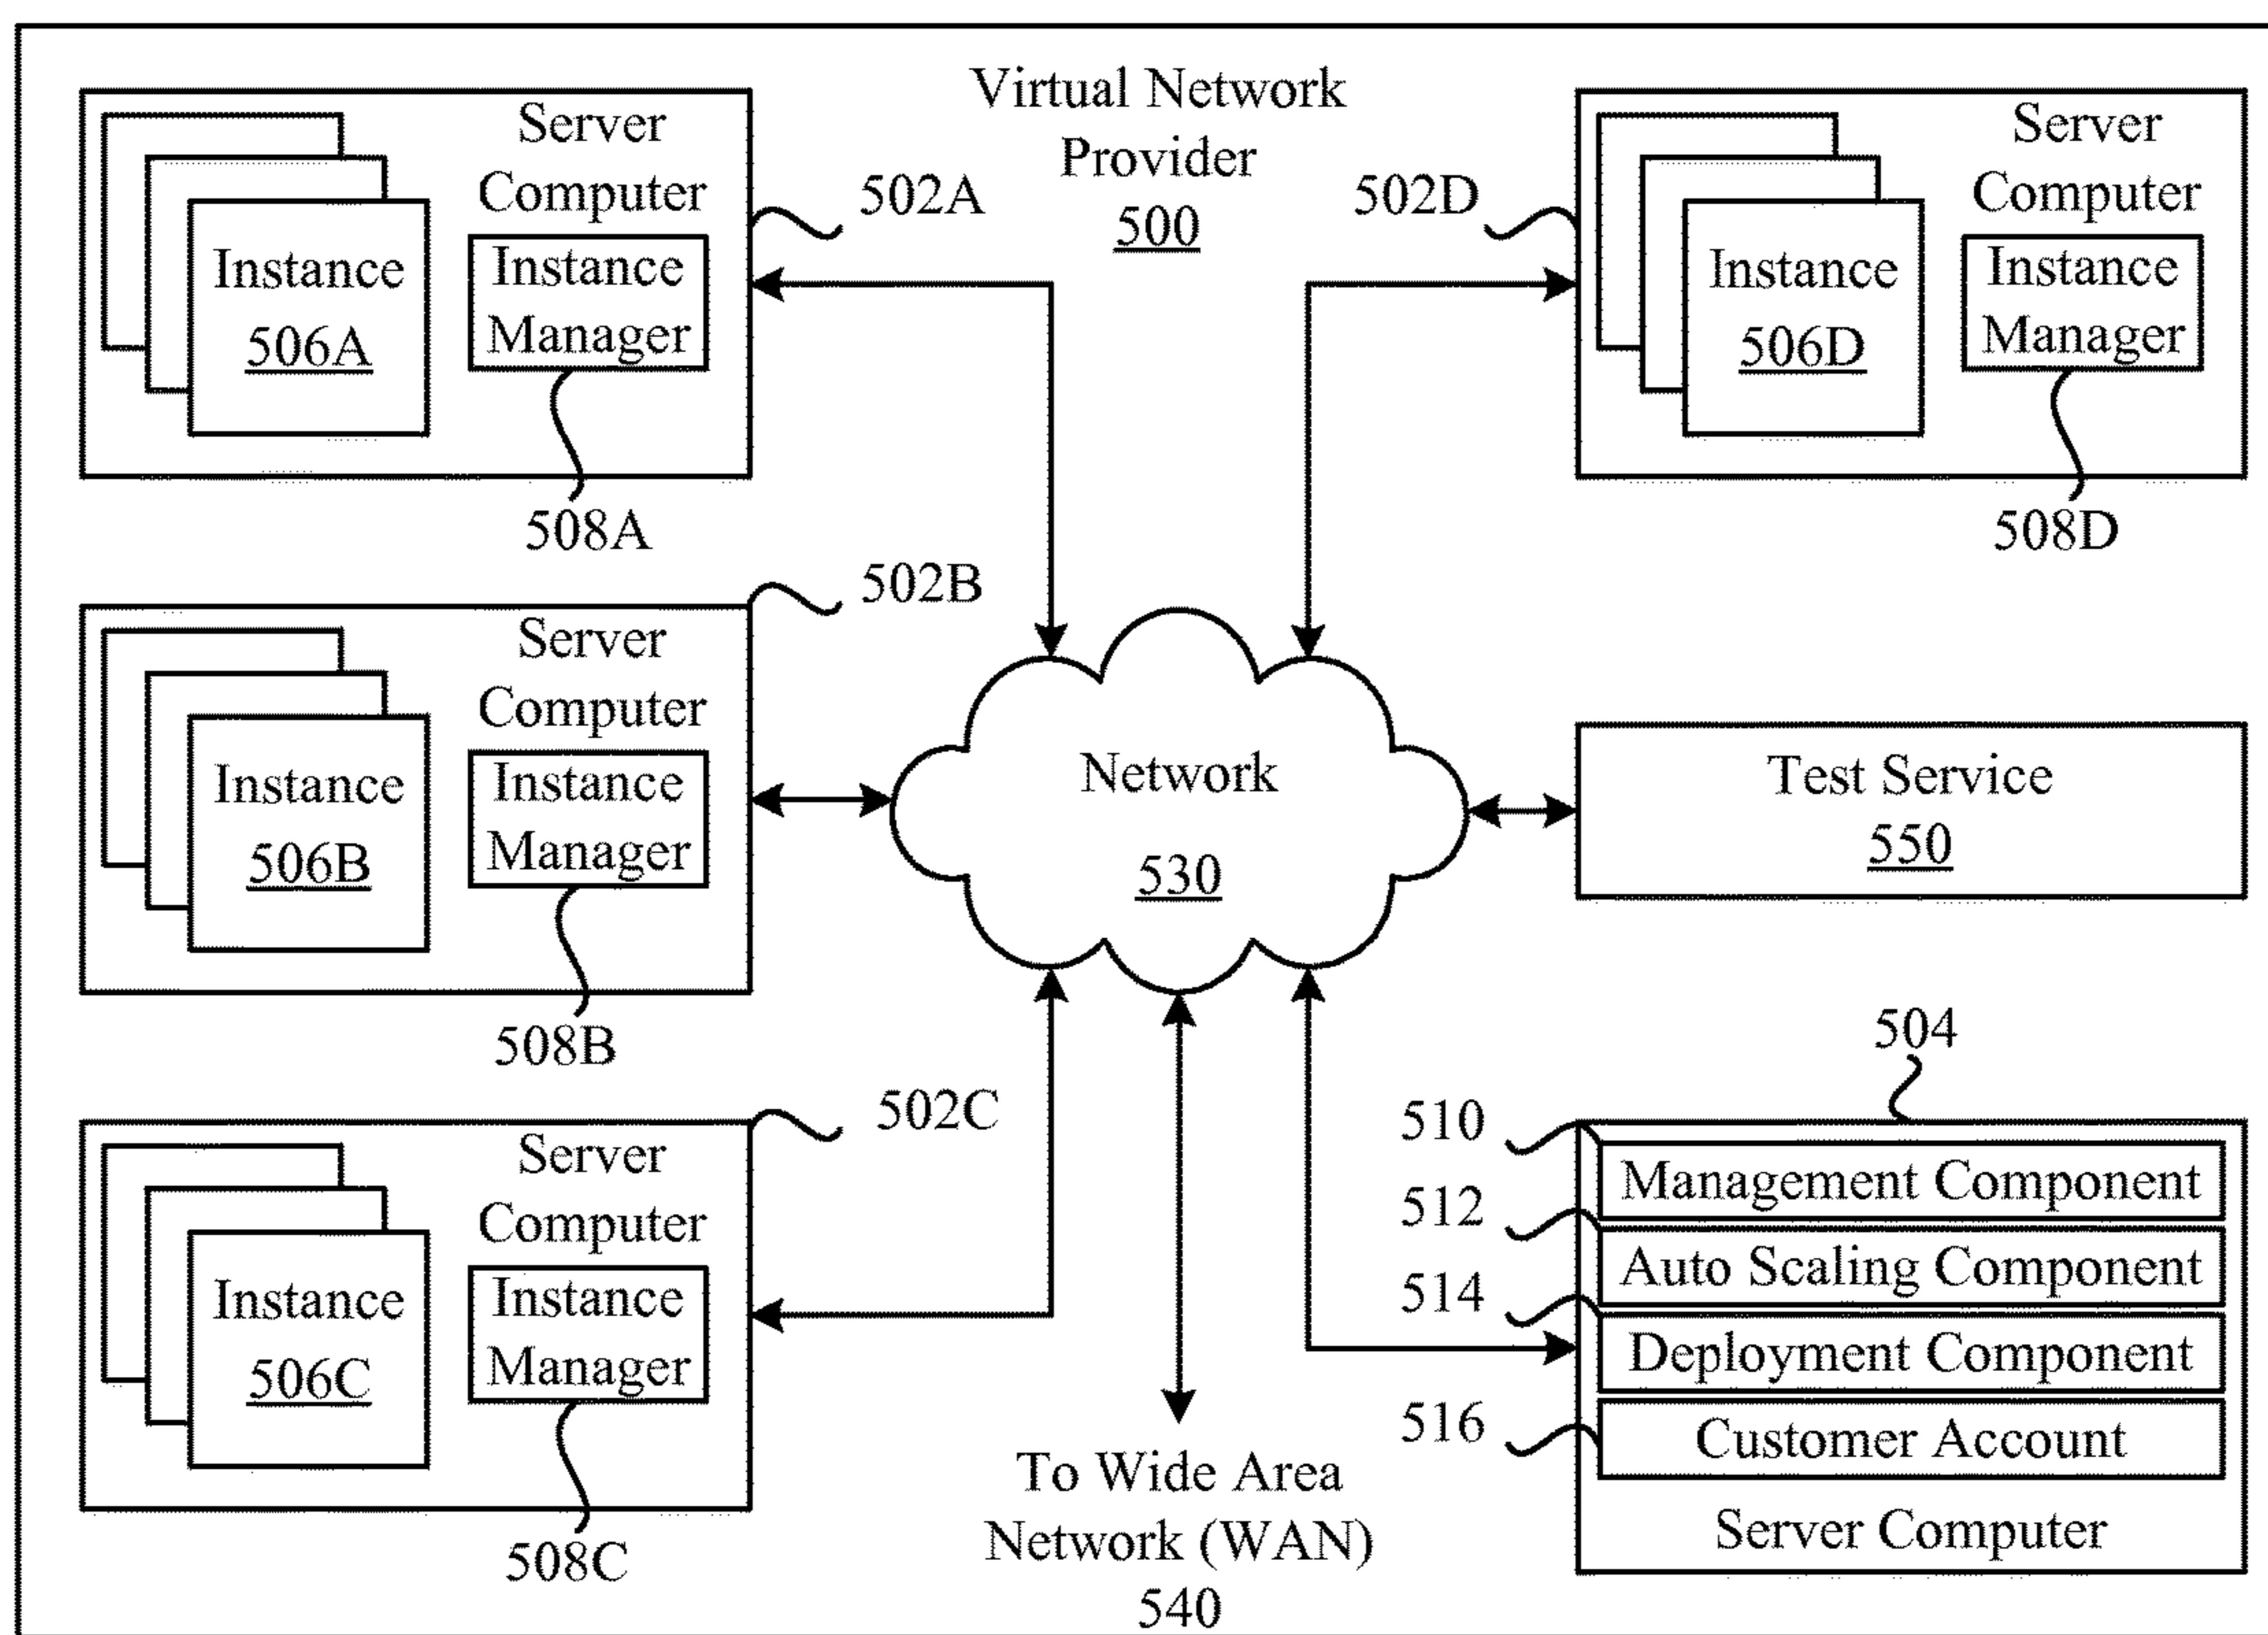 Virtual Network
Provider
500
Server
Computer
502A
Instance
506A
Instance
Manager
508A
502D
Server
Computer
Instance
506D
Instance
Manager
508D
502B
Server
Computer
Instance
506B
Instance
Manager
508B
Network
530
Test Service
550
502C
Server
Computer
Instance
506C
Instance
Manager
508C
To Wide Area
Network (WAN)
540
504
510
Management Component
512
Auto Scaling Component
514
Deployment Component
516
Customer Account
Server Computer